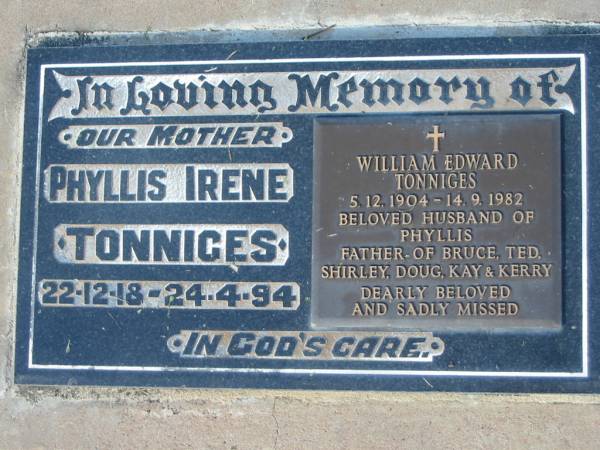 In Loving Memory of
OUR MOTHER
PHYLLIS IRENE
TONNIGES
22-12-18-24-4-94
WILLIAM EDWARD
TONNIGES
5.12.1904-14.9.1982
BELOVED HUSBAND OF
PHYLLIS
FATHER OF BRUCE, TED,
SHIRLEY, DOUG, KAY & KERRY
DEARLY BELOVED
AND SADLY MISSED
IN GOD'S CARE.